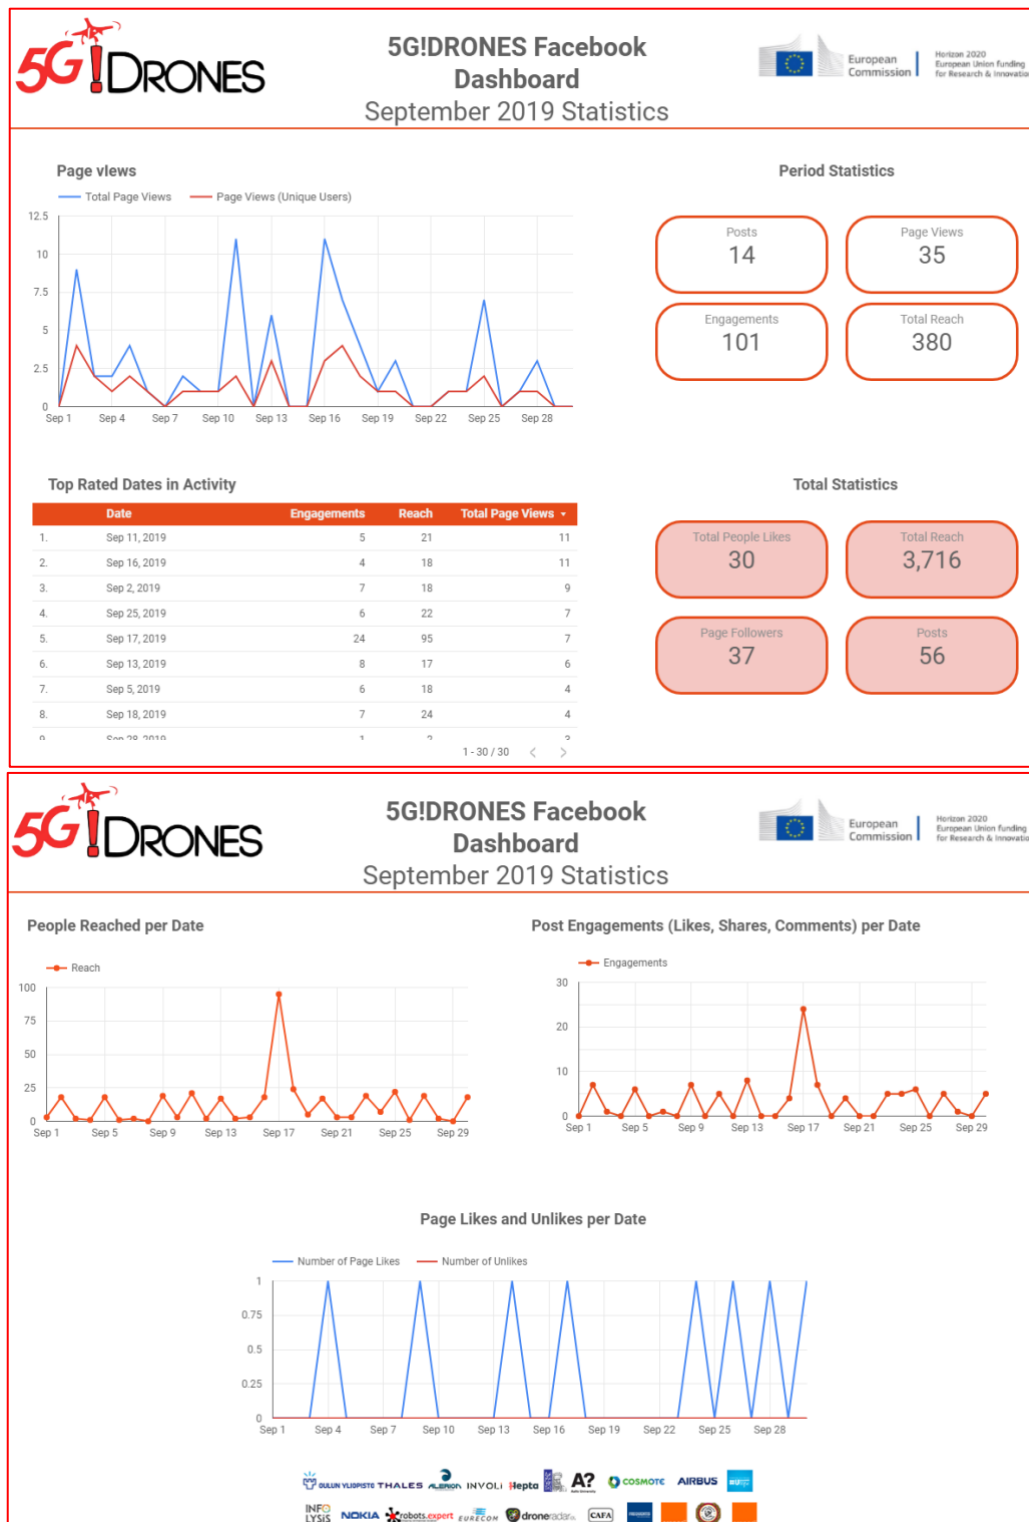 5G!DRONES
5G!DRONES Facebook
Dashboard
September 2019 Statistics
European
Commission
Horizon 2020
European Union funding
for Research & Innovation
Page views
Total Page Views
Page Views (Unique Users)
12.5
10
7.5
5
2.5
0
Sep 1 Sep 4 Sep 7 Sep 10 Sep 13 Sep 16 Sep 19 Sep 22 Sep 25 Sep 28
Period Statistics
Posts
14
Page Views
35
Engagements
101
Total Reach
380
Top Rated Dates in Activity
Date Engagements Reach Total Page Views
1. Sep 11, 2019 5 21 11
2. Sep 16, 2019 4 18 11
3. Sep 2, 2019 7 18 9
4. Sep 25, 2019 6 22 7
5. Sep 17, 2019 24 95 7
6. Sep 13, 2019 8 17 6
7. Sep 5, 2019 6 18 4
8. Sep 18, 2019 7 24 4
9. Sep 28, 2019 1 2 3
1 - 30 / 30 < >
Total Statistics
Total People Likes
30
Total Reach
3,716
Page Followers
37
Posts
56
5G!DRONES
5G!DRONES Facebook
Dashboard
September 2019 Statistics
European
Commission
Horizon 2020
European Union funding
for Research & Innovation
People Reached per Date
Reach
100
75
50
25
0
Sep 1 Sep 5 Sep 9 Sep 13 Sep 17 Sep 21 Sep 25 Sep 29
Post Engagements (Likes, Shares, Comments) per Date
Engagements
30
20
10
0
Sep 1 Sep 5 Sep 9 Sep 13 Sep 17 Sep 21 Sep 25 Sep 29
Page Likes and Unlikes per Date
Number of Page Likes
Number of Unlikes
1
0.75
0.5
0.25
0
Sep 1 Sep 4 Sep 7 Sep 10 Sep 13 Sep 16 Sep 19 Sep 22 Sep 25 Sep 28
OULUN YLIOPISTO THALES ALERION INVOLI Hepta A? COSMOTE AIRBUS
INFOLYSiS NOKIA robots.expert EURECOM droneradar CAFA